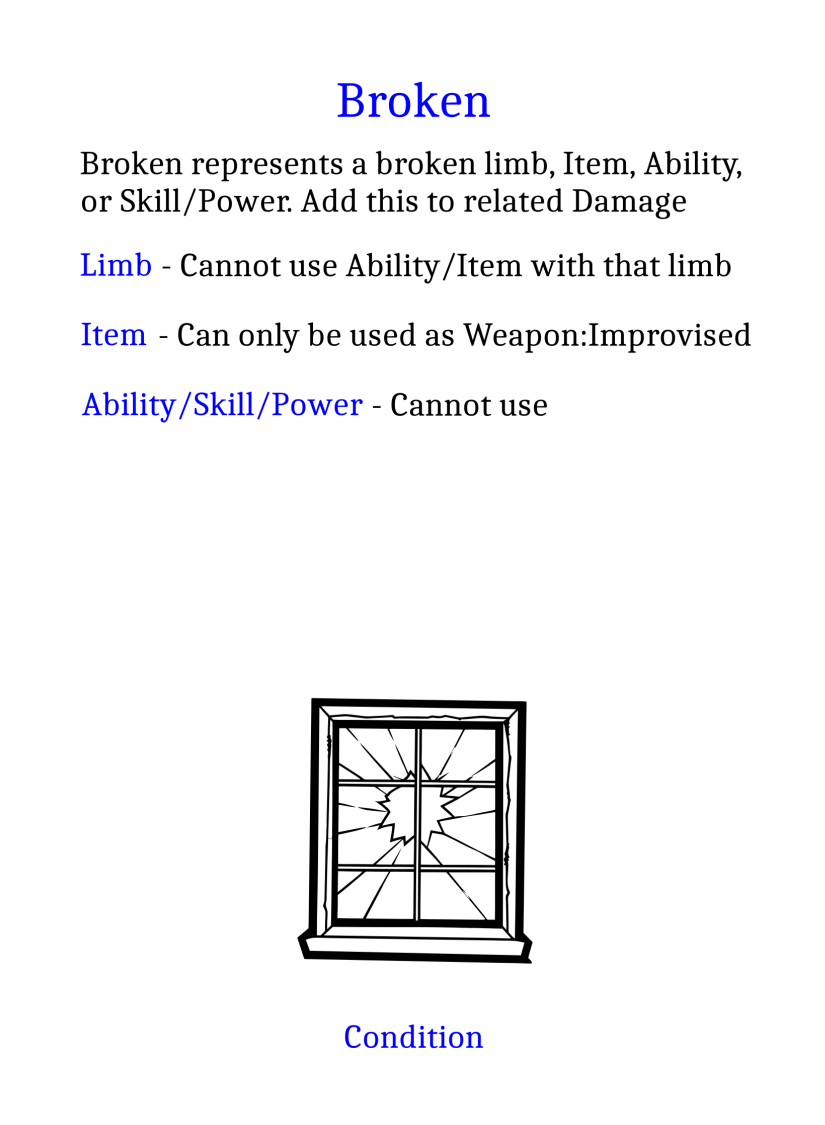 Broken
Broken represents a broken limb, Item, Ability,
or Skill/Power. Add this to related Damage
Limb - Cannot use Ability/Item with that limb
Item - Can only be used as Weapon:Improvised
Ability/Skill/Power - Cannot use
Condition